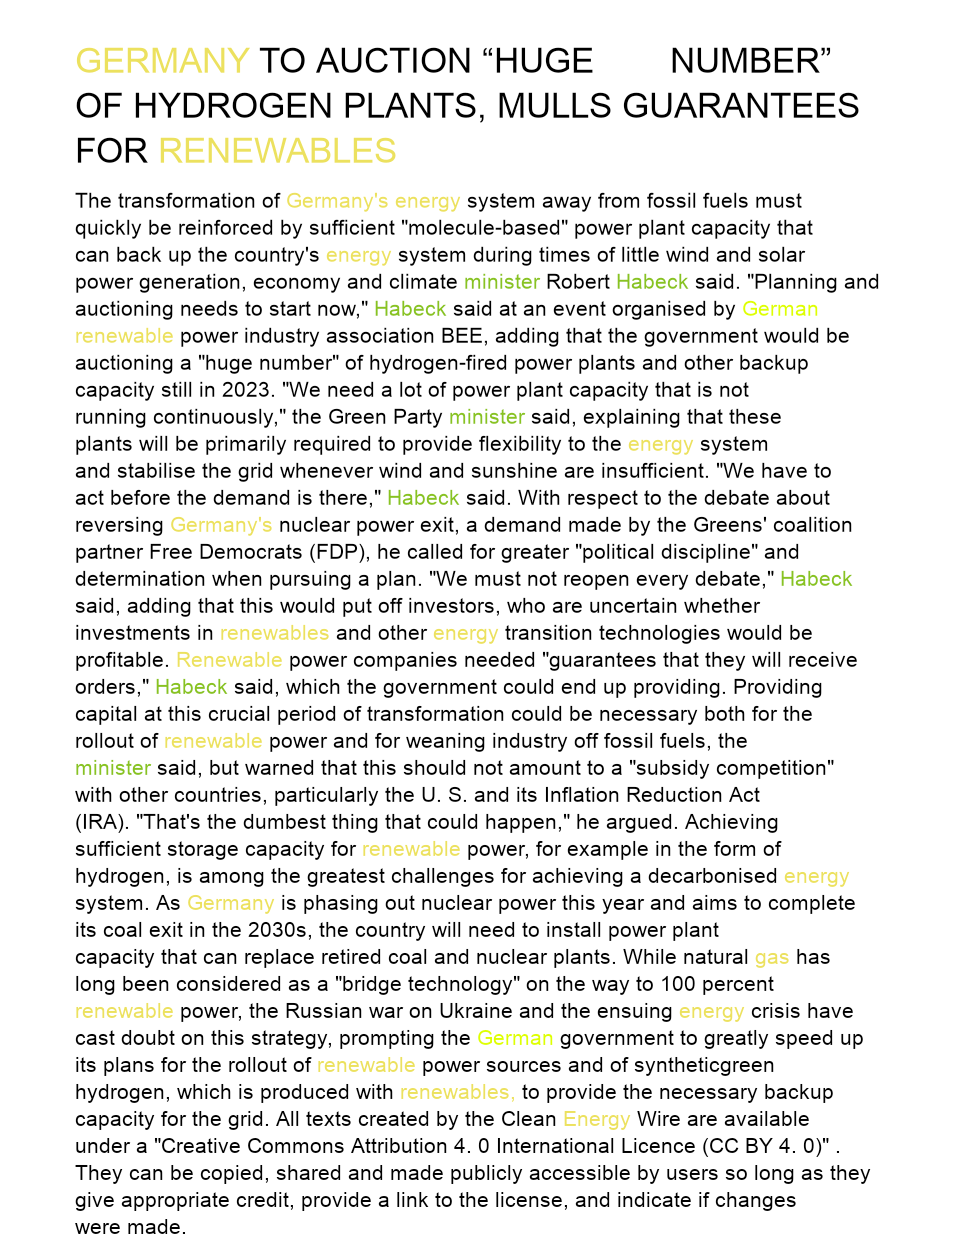 GERMANY TO AUCTION “HUGE NUMBER”
OF HYDROGEN PLANTS, MULLS GUARANTEES
FOR RENEWABLES
The transformation of Germany's energy system away from fossil fuels must
quickly be reinforced by sufficient "molecule-based" power plant capacity that
can back up the country's energy system during times of little wind and solar
power generation, economy and climate minister Robert Habeck said. "Planning and
auctioning needs to start now," Habeck said at an event organised by German
renewable power industry association BEE, adding that the government would be
auctioning a "huge number" of hydrogen-fired power plants and other backup
capacity still in 2023. "We need a lot of power plant capacity that is not
running continuously," the Green Party minister said, explaining that these
plants will be primarily required to provide flexibility to the energy system
and stabilise the grid whenever wind and sunshine are insufficient. "We have to
act before the demand is there," Habeck said. With respect to the debate about
reversing Germany's nuclear power exit, a demand made by the Greens' coalition
partner Free Democrats (FDP), he called for greater "political discipline" and
determination when pursuing a plan. "We must not reopen every debate," Habeck
said, adding that this would put off investors, who are uncertain whether
investments in renewables and other energy transition technologies would be
profitable. Renewable power companies needed "guarantees that they will receive
orders," Habeck said, which the government could end up providing. Providing
capital at this crucial period of transformation could be necessary both for the
rollout of renewable power and for weaning industry off fossil fuels, the
minister said, but warned that this should not amount to a "subsidy competition"
with other countries, particularly the U. S. and its Inflation Reduction Act
(IRA). "That's the dumbest thing that could happen," he argued. Achieving
sufficient storage capacity for renewable power, for example in the form of
hydrogen, is among the greatest challenges for achieving a decarbonised energy
system. As Germany is phasing out nuclear power this year and aims to complete
its coal exit in the 2030s, the country will need to install power plant
capacity that can replace retired coal and nuclear plants. While natural gas has
long been considered as a "bridge technology" on the way to 100 percent
renewable power, the Russian war on Ukraine and the ensuing energy crisis have
cast doubt on this strategy, prompting the German government to greatly speed up
its plans for the rollout of renewable power sources and of syntheticgreen
hydrogen, which is produced with renewables, to provide the necessary backup
capacity for the grid. All texts created by the Clean Energy Wire are available
under a "Creative Commons Attribution 4. 0 International Licence (CC BY 4. 0)" .
They can be copied, shared and made publicly accessible by users so long as they
give appropriate credit, provide a link to the license, and indicate if changes
were made.